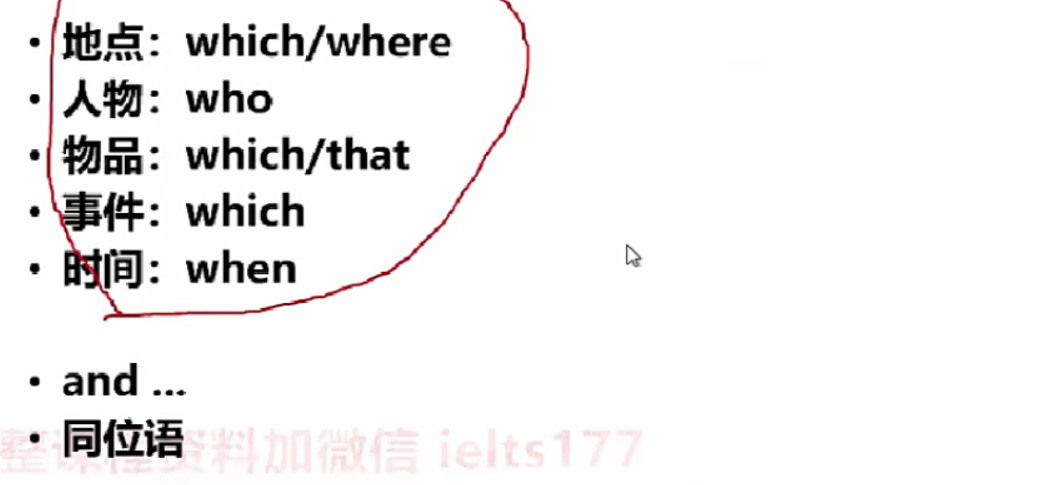 • 地点：which/where
• 人物：who
• 物品：which/that
• 事件：which
• 时间：when
• and ...
• 同位语
整课程资料加微信 ielts177